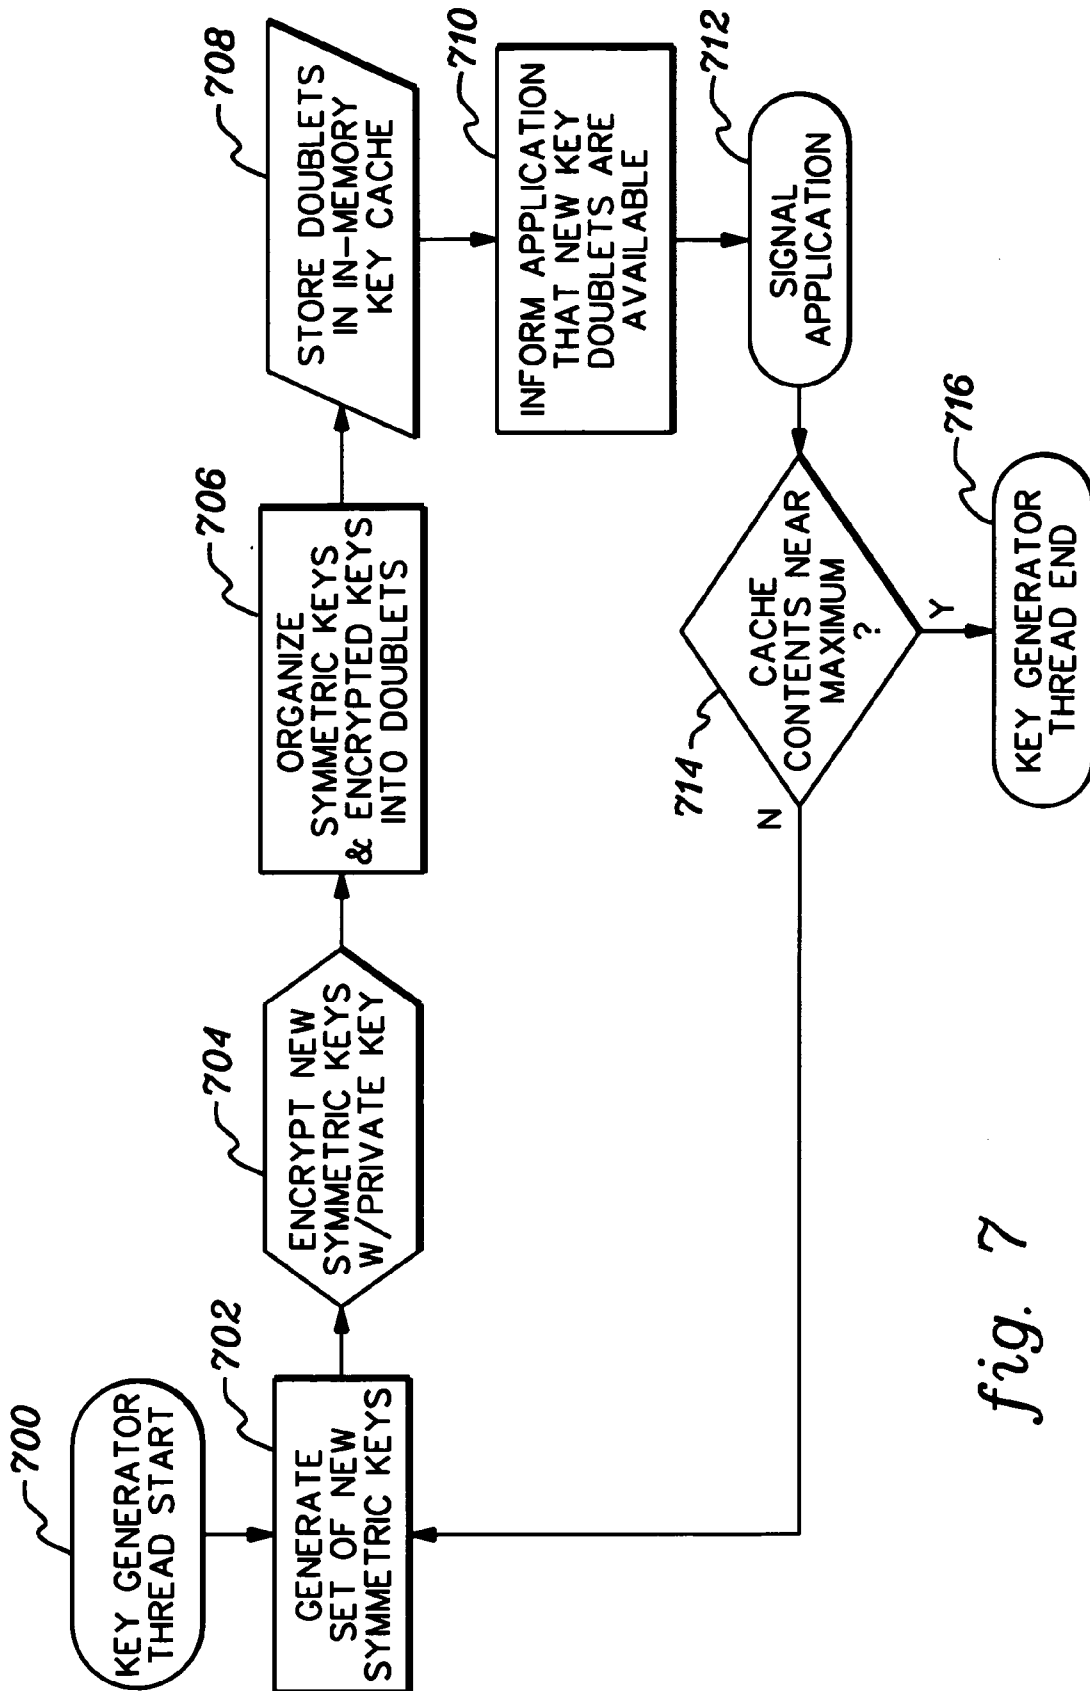 700
KEY GENERATOR
THREAD START
702
GENERATE
SET OF NEW
SYMMETRIC KEYS
704
ENCRYPT NEW
SYMMETRIC KEYS
W/PRIVATE KEY
706
ORGANIZE
SYMMETRIC KEYS
& ENCRYPTED KEYS
INTO DOUBLETS
708
STORE DOUBLETS
IN IN-MEMORY
KEY CACHE
710
INFORM APPLICATION
THAT NEW KEY
DOUBLETS ARE
AVAILABLE
712
SIGNAL
APPLICATION
714
CACHE
CONTENTS NEAR
MAXIMUM
?
N
Y
716
KEY GENERATOR
THREAD END
fig. 7